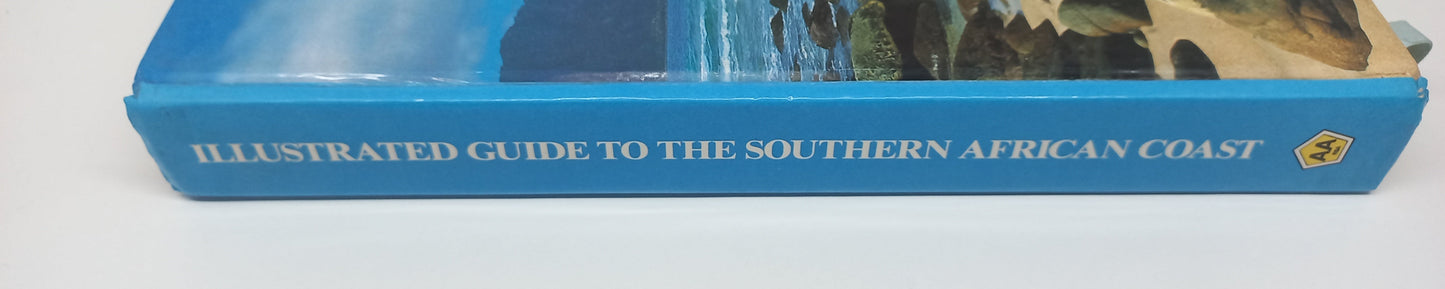 ILLUSTRATED GUIDE TO THE SOUTHERN AFRICAN COAST
AA